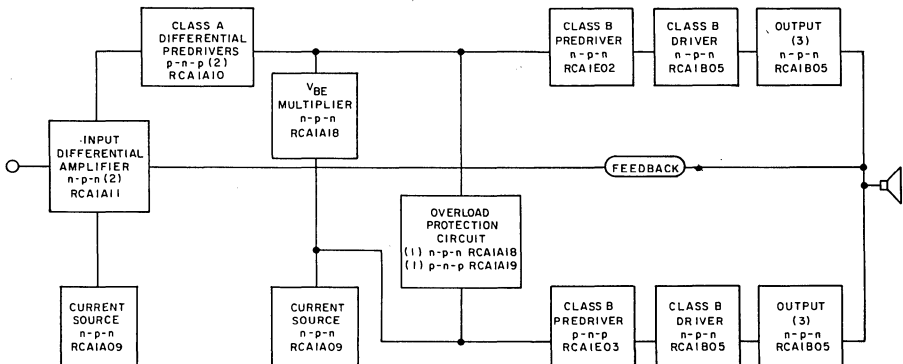 CLASS A
DIFFERENTIAL
PREDRIVERS
p-n-p (2)
RCA1A10
CLASS B
PREDRIVER
n-p-n
RCA1E02
CLASS B
DRIVER
n-p-n
RCA1B05
OUTPUT
(3)
n-p-n
RCA1B05
VBE
MULTIPLIER
n-p-n
RCA1A18
INPUT
DIFFERENTIAL
AMPLIFIER
n-p-n (2)
RCA1A11
FEEDBACK
OVERLOAD
PROTECTION
CIRCUIT
(1) n-p-n RCA1A18
(1) p-n-p RCA1A19
CURRENT
SOURCE
n-p-n
RCA1A09
CURRENT
SOURCE
n-p-n
RCA1A09
CLASS B
PREDRIVER
p-n-p
RCA1E03
CLASS B
DRIVER
n-p-n
RCA1B05
OUTPUT
(3)
n-p-n
RCA1B05